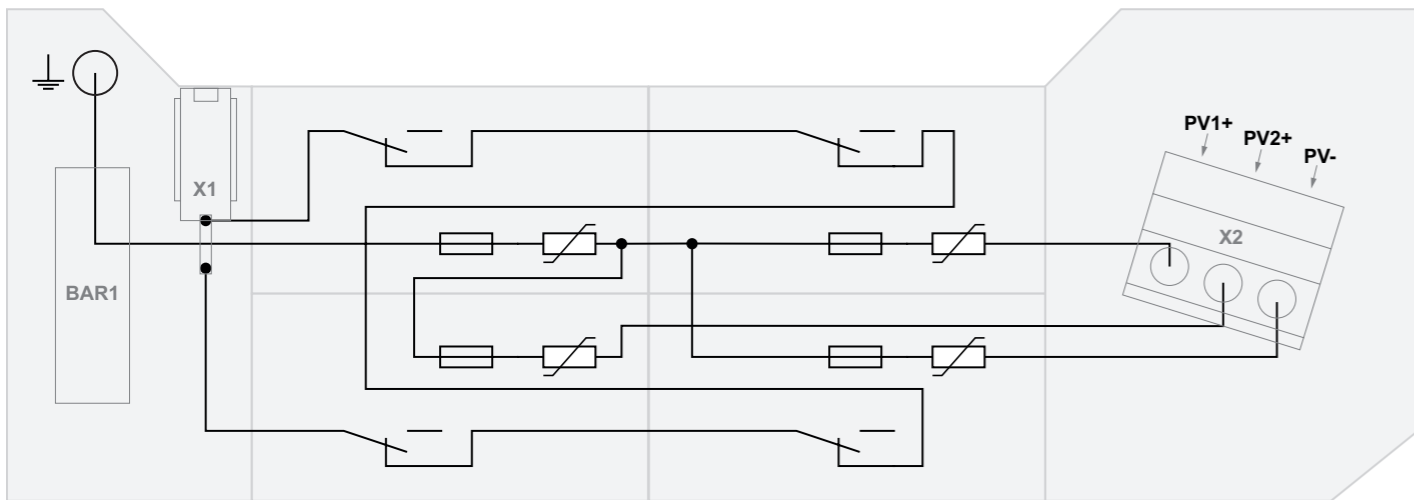 PV1+
PV2+
PV-
X1
X2
BAR1